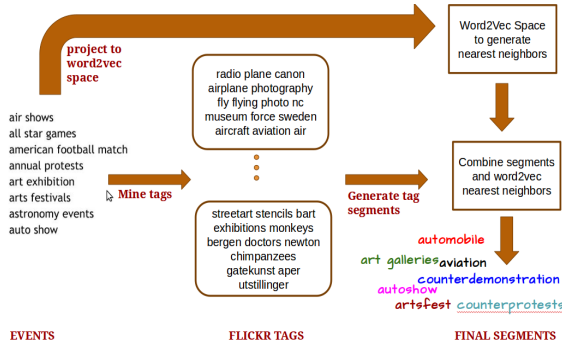 project to
word2vec
space
Word2Vec Space
to generate
nearest neighbors
radio plane canon
airplane photography
fly flying photo nc
museum force sweden
aircraft aviation air
air shows
all star games
american football match
annual protests
art exhibition
arts festivals
astronomy events
auto show
Mine tags
Generate tag
segments
Combine segments
and word2vec
nearest neighbors
streetart stencils bart
exhibitions monkeys
bergen doctors newton
chimpanzees
gatekunst aper
utstillinger
automobile
art galleries
aviation
counterdemonstration
autoshow
artsfest
counterprotests
EVENTS
FLICKR TAGS
FINAL SEGMENTS